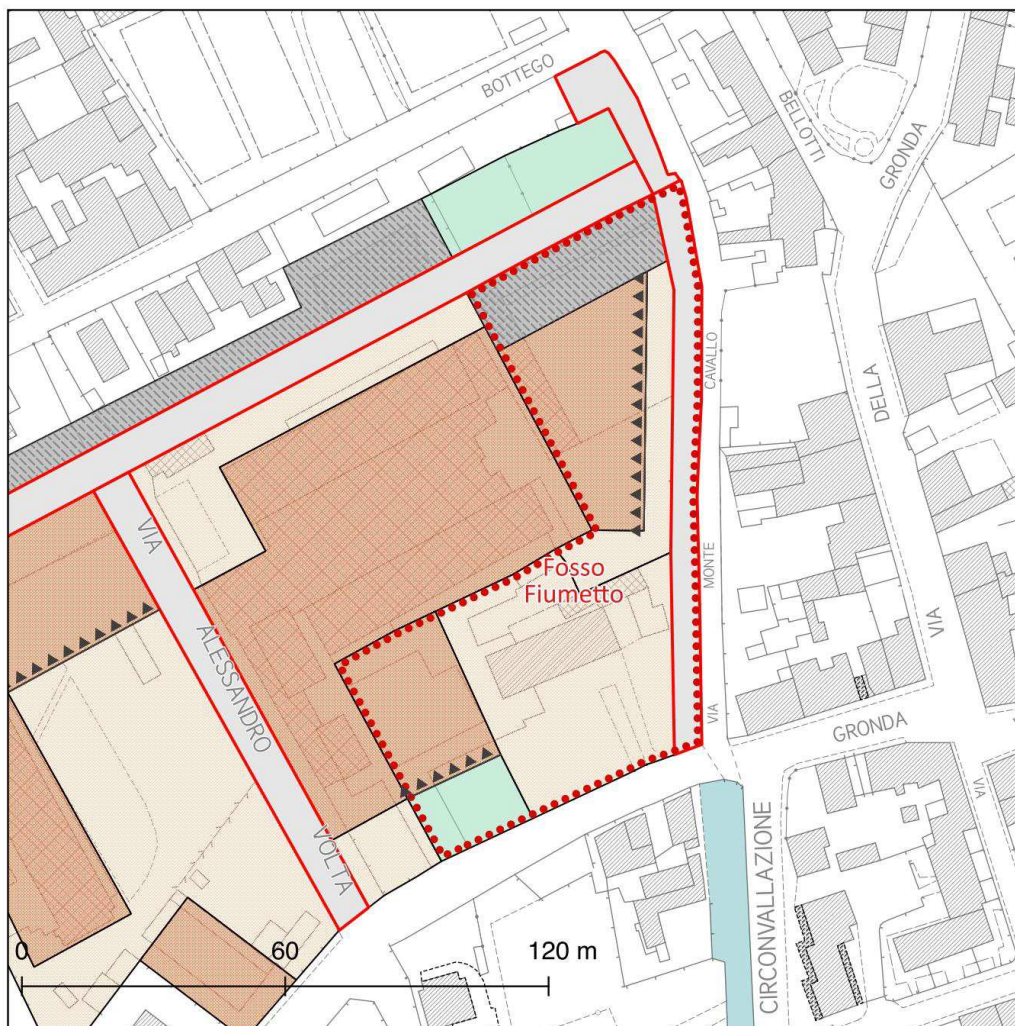 BOTTEGO
BELLOTTI
GRONDA
CAVALLO
DELLA
VIA
Fosso
Fiumetto
MONTE
VIA
ALESSANDRO
VIA
VIA
GRONDA
VIA
VOLTA
CIRCONVALLAZIONE
0 60 120 m